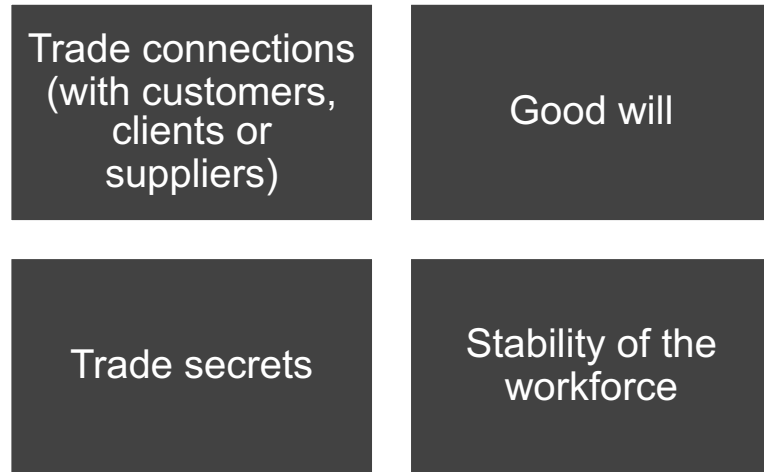 Trade connections
(with customers,
clients or
suppliers)
Good will
Trade secrets
Stability of the
workforce